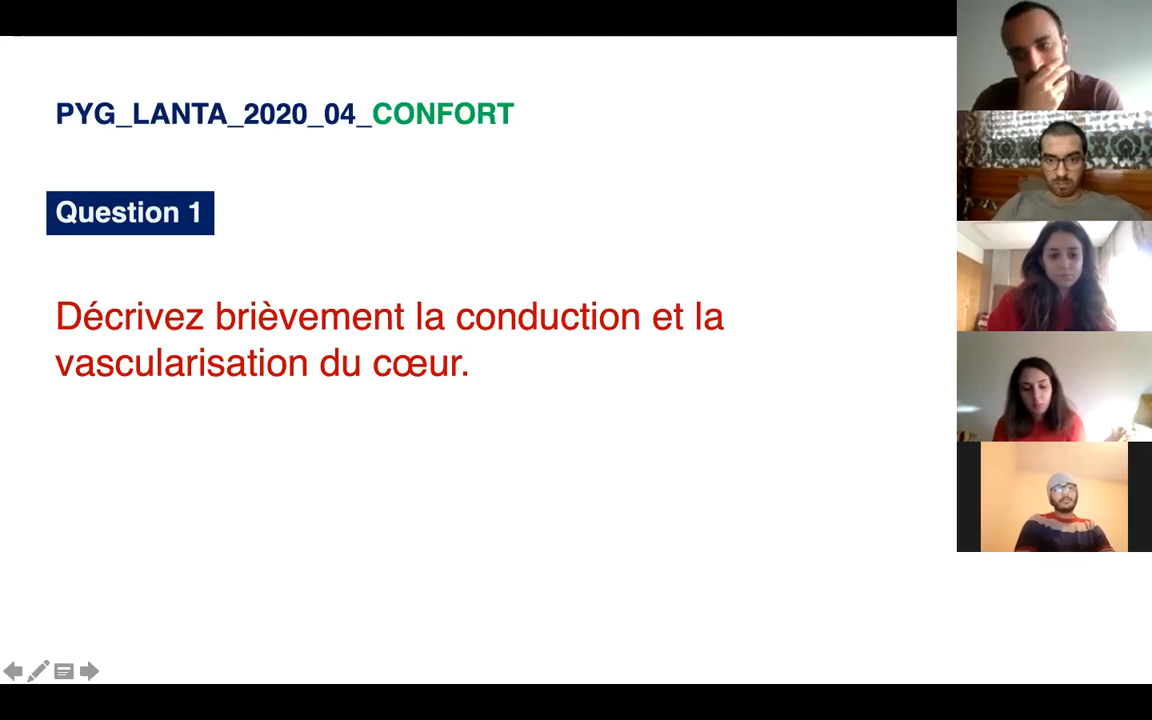 PYG_LANTA_2020_04_CONFORT
Question 1
Décrivez brièvement la conduction et la
vascularisation du cœur.